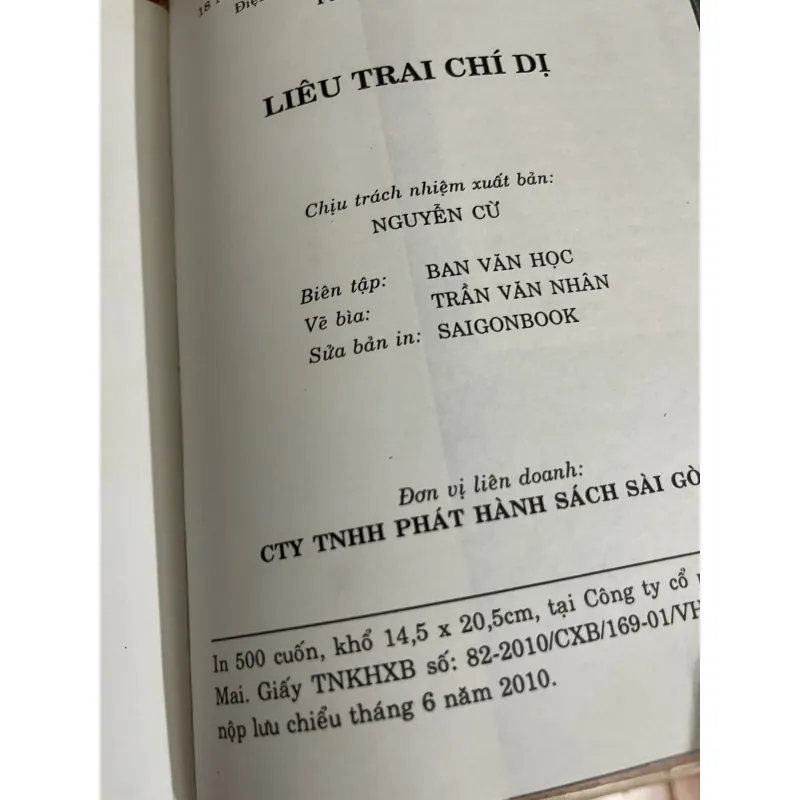 18
LIÊU TRAI CHÍ DỊ
Chịu trách nhiệm xuất bản:
NGUYỄN CỪ
Biên tập: BAN VĂN HỌC
Vẽ bìa: TRẦN VĂN NHÂN
Sửa bản in: SAIGONBOOK
Đơn vị liên doanh:
CTY TNHH PHÁT HÀNH SÁCH SÀI GÒ
In 500 cuốn, khổ 14,5 x 20,5cm, tại Công ty cổ
Mai. Giấy TNKHXB số: 82-2010/CXB/169-01/VH
nộp lưu chiểu tháng 6 năm 2010.